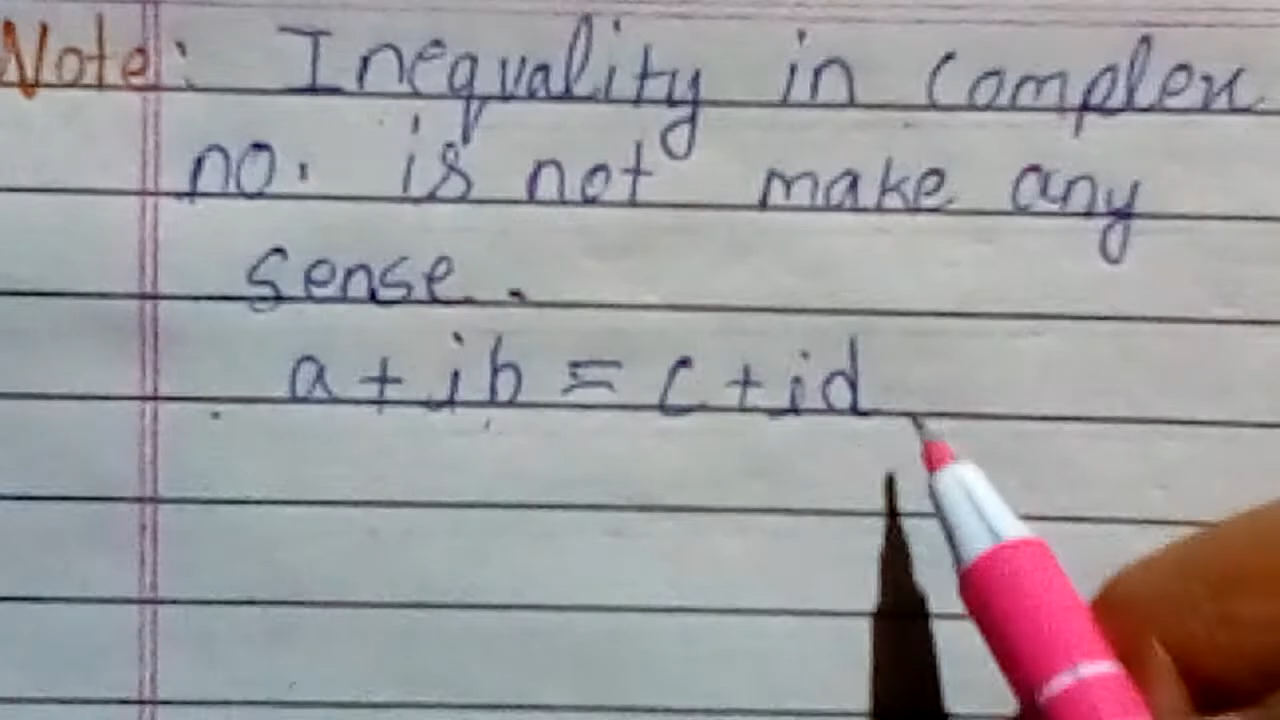 Note: Inequality in complex
no. is not make any
sense.
a + ib = c + id